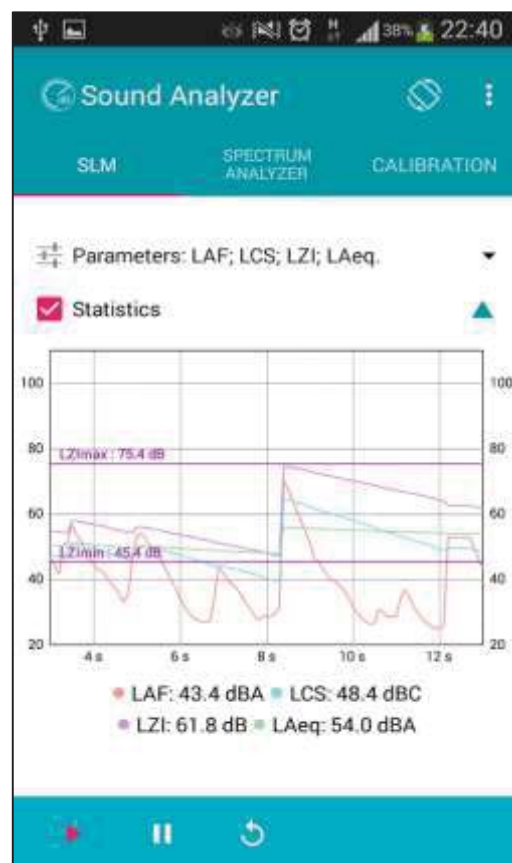 38% 22:40
Sound Analyzer
SLM SPECTRUM ANALYZER CALIBRATION
Parameters: LAF; LCS; LZI; LAeq.
Statistics
100 100
80 80
LZImax : 75.4 dB
60 60
LZImin : 45.4 dB
40 40
20 20
4 s 6 s 8 s 10 s 12 s
LAF: 43.4 dBA LCS: 48.4 dBC
LZI: 61.8 dB LAeq: 54.0 dBA